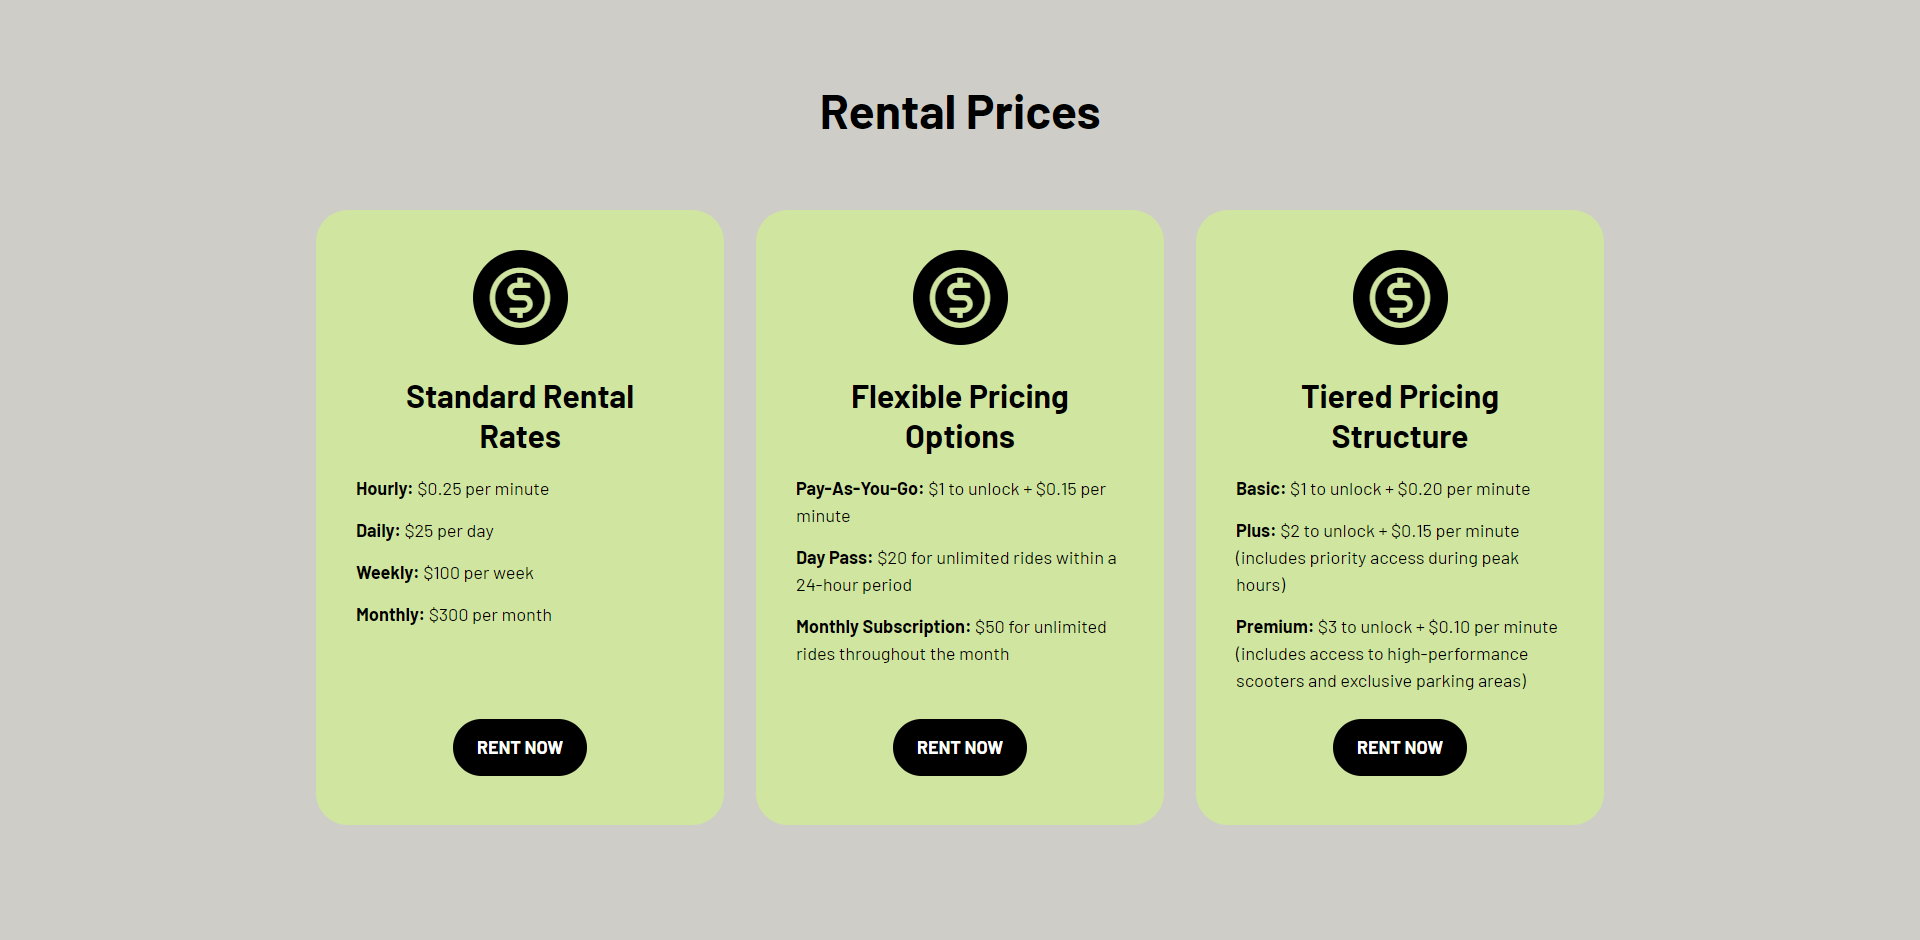 Rental Prices
Standard Rental
Rates
Hourly: $0.25 per minute
Daily: $25 per day
Weekly: $100 per week
Monthly: $300 per month
RENT NOW
Flexible Pricing
Options
Pay-As-You-Go: $1 to unlock + $0.15 per
minute
Day Pass: $20 for unlimited rides within a
24-hour period
Monthly Subscription: $50 for unlimited
rides throughout the month
RENT NOW
Tiered Pricing
Structure
Basic: $1 to unlock + $0.20 per minute
Plus: $2 to unlock + $0.15 per minute
(includes priority access during peak
hours)
Premium: $3 to unlock + $0.10 per minute
(includes access to high-performance
scooters and exclusive parking areas)
RENT NOW